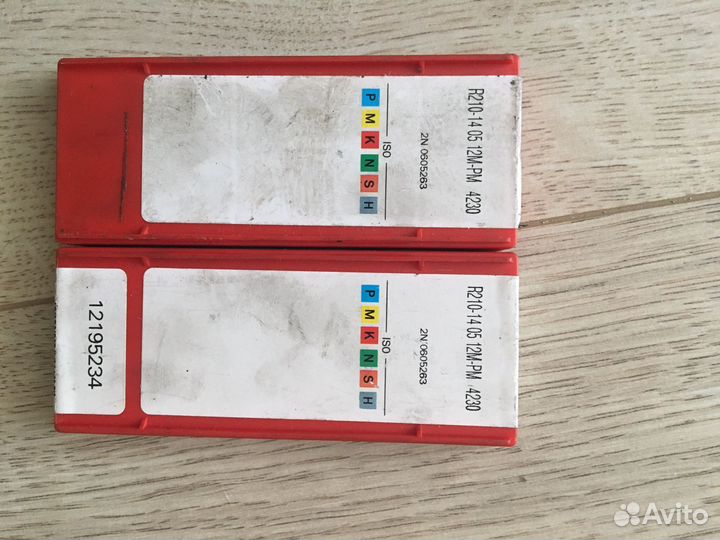 R210-14 05 12M-PM 4230
2N 0605263
ISO
P M K N S H
R210-14 05 12M-PM 4230
2N 0605263
ISO
P M K N S H
12195234
Avito